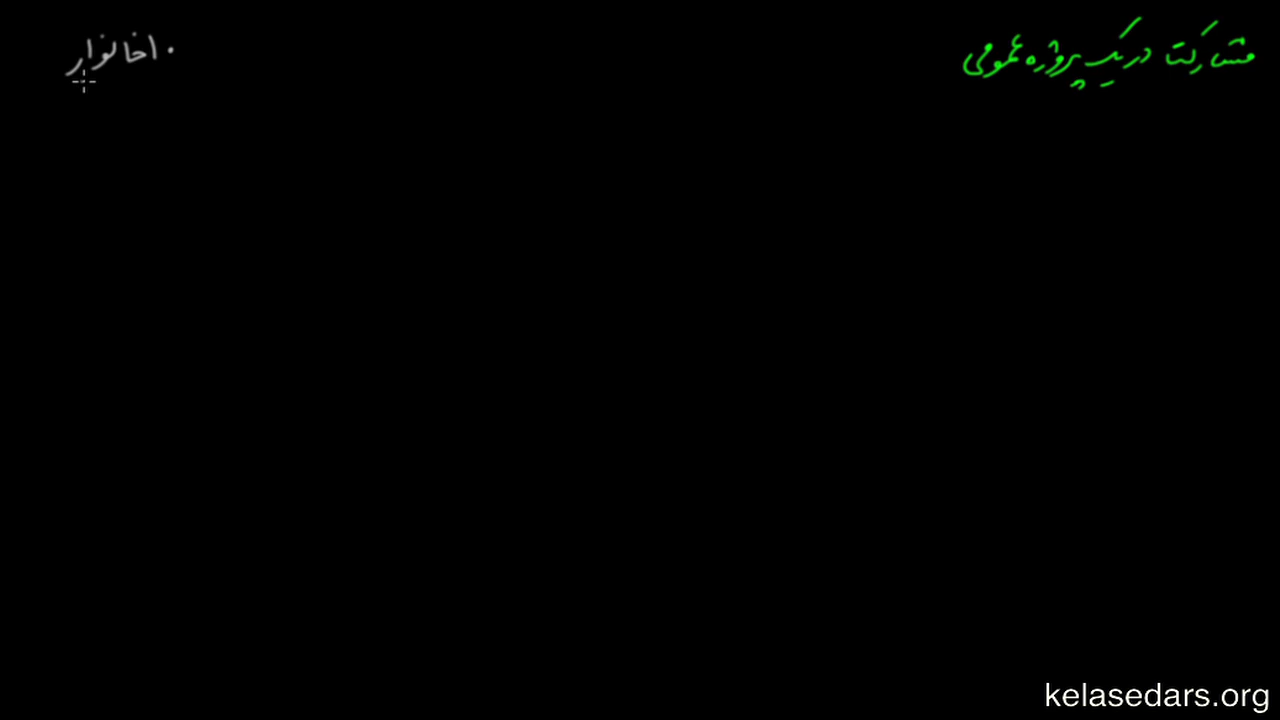 مشارکت در یک پروژه عمومی
۱۰ خانوار
kelasedars.org